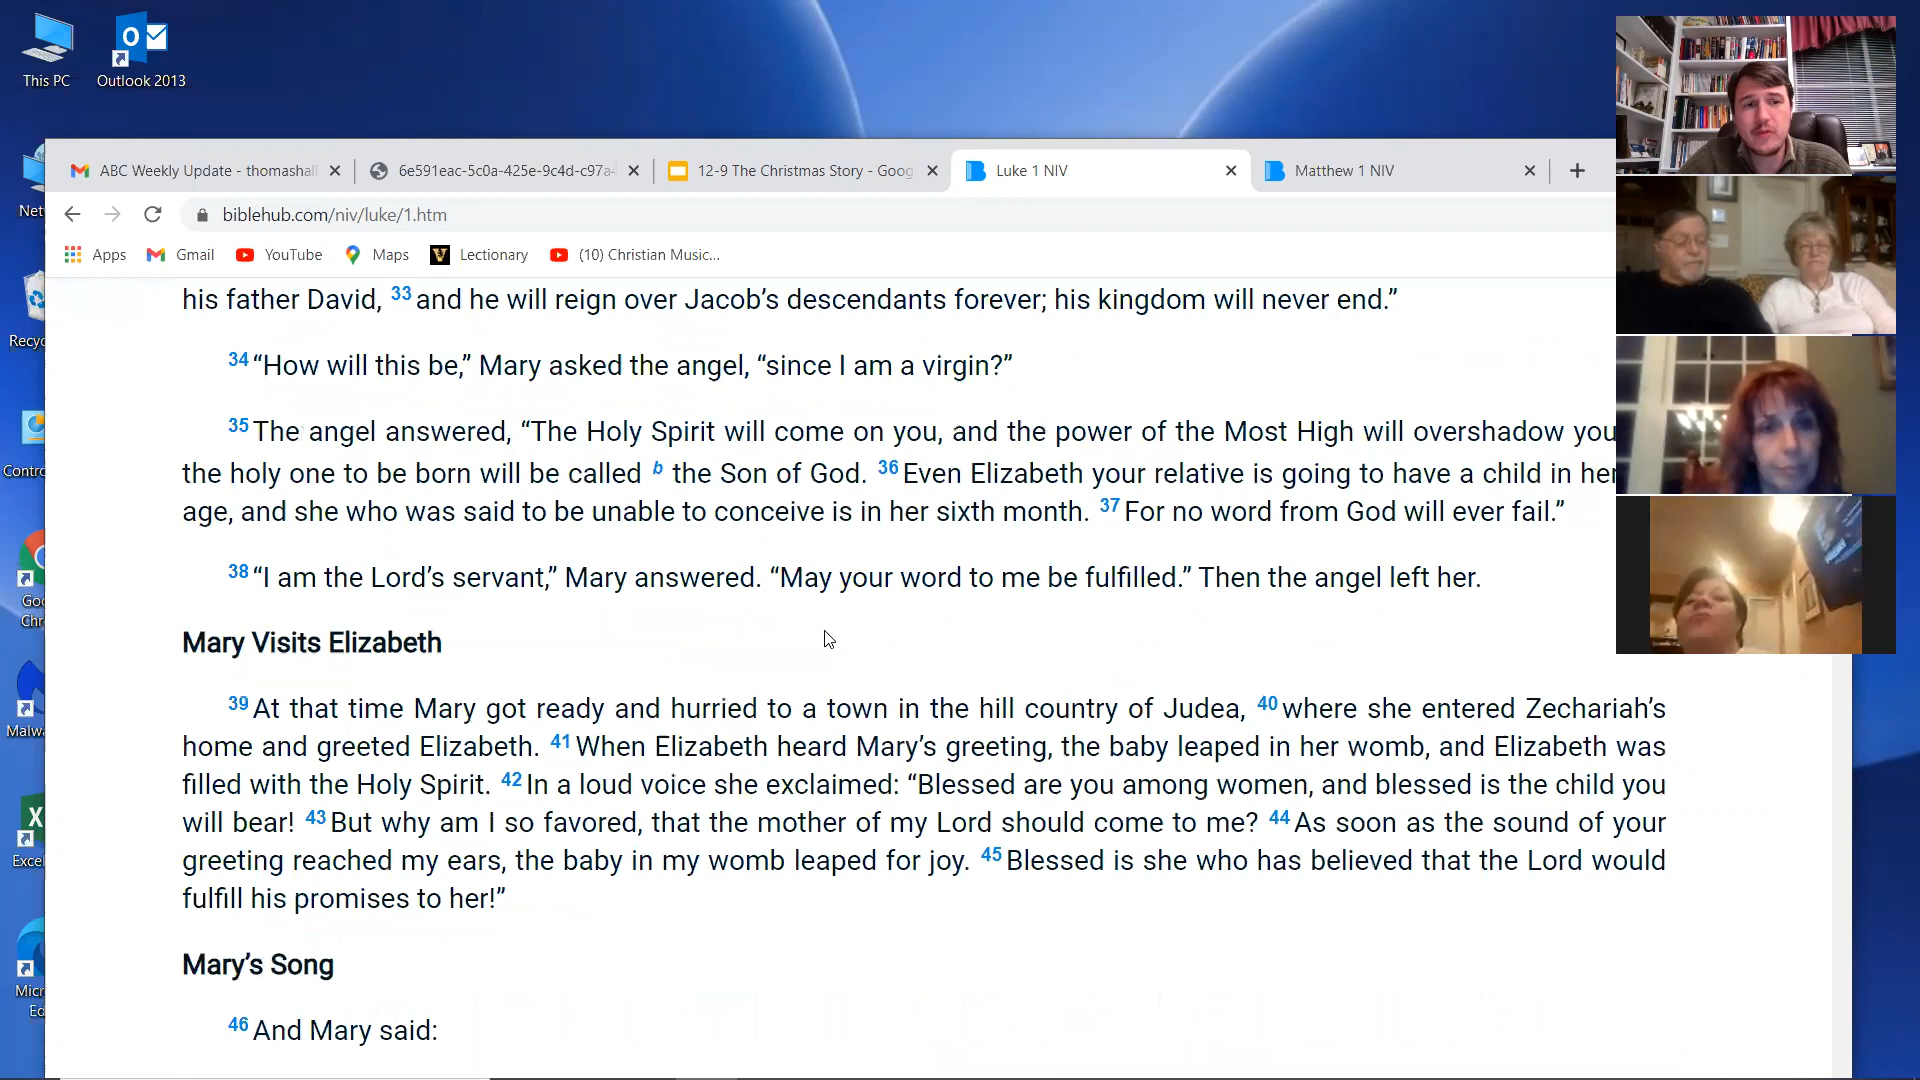 This PC
Outlook 2013
ABC Weekly Update - thomashall
6e591eac-5c0a-425e-9c4d-c97a4
12-9 The Christmas Story - Goog
Luke 1 NIV
Matthew 1 NIV
biblehub.com/niv/luke/1.htm
Apps
Gmail
YouTube
Maps
Lectionary
(10) Christian Music...
Net
Recyc
Contro
Goo
Chr
Malwa
Excel
Micr
Ed
his father David, 33 and he will reign over Jacob’s descendants forever; his kingdom will never end.”
34 “How will this be,” Mary asked the angel, “since I am a virgin?”
35 The angel answered, “The Holy Spirit will come on you, and the power of the Most High will overshadow you
the holy one to be born will be called b the Son of God. 36 Even Elizabeth your relative is going to have a child in her
age, and she who was said to be unable to conceive is in her sixth month. 37 For no word from God will ever fail.”
38 “I am the Lord’s servant,” Mary answered. “May your word to me be fulfilled.” Then the angel left her.
Mary Visits Elizabeth
39 At that time Mary got ready and hurried to a town in the hill country of Judea, 40 where she entered Zechariah’s
home and greeted Elizabeth. 41 When Elizabeth heard Mary’s greeting, the baby leaped in her womb, and Elizabeth was
filled with the Holy Spirit. 42 In a loud voice she exclaimed: “Blessed are you among women, and blessed is the child you
will bear! 43 But why am I so favored, that the mother of my Lord should come to me? 44 As soon as the sound of your
greeting reached my ears, the baby in my womb leaped for joy. 45 Blessed is she who has believed that the Lord would
fulfill his promises to her!”
Mary’s Song
46 And Mary said: